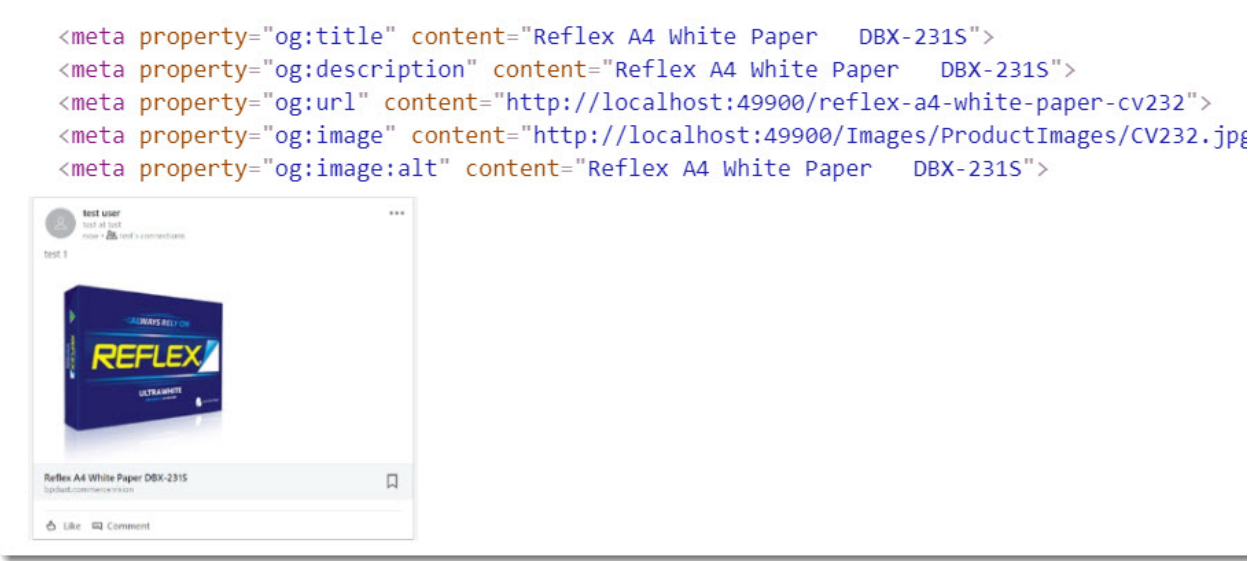 <meta property="og:title" content="Reflex A4 White Paper   DBX-231S">
<meta property="og:description" content="Reflex A4 White Paper   DBX-231S">
<meta property="og:url" content="http://localhost:49900/reflex-a4-white-paper-cv232">
<meta property="og:image" content="http://localhost:49900/Images/ProductImages/CV232.jpg
<meta property="og:image:alt" content="Reflex A4 White Paper   DBX-231S">
test user
test at test
now • test's connections
test 1
ALWAYS RELY ON
REFLEX
ULTRA WHITE
Reflex A4 White Paper DBX-231S
Like Comment